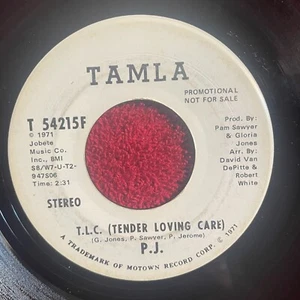 TAMLA
PROMOTIONAL
NOT FOR SALE
T 54215F
℗ 1971
Jobete
Music Co.
Inc., BMI
S8/W7-U-T2-
947S06
Time: 2:31
STEREO
Prod. By:
Pam Sawyer
& Gloria
Jones
Arr. By:
David Van
DePitte &
Robert
White
T.L.C. (TENDER LOVING CARE)
(G. Jones, P. Sawyer, P. Jerome)
P.J.
A TRADEMARK OF MOTOWN RECORD CORP. ℗ 1971